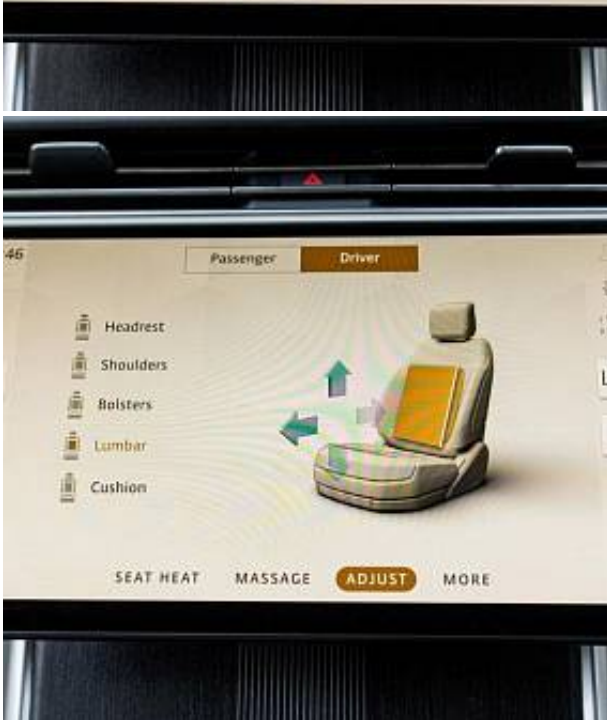 46
Passenger Driver
Headrest
Shoulders
Bolsters
Lumbar
Cushion
SEAT HEAT MASSAGE ADJUST MORE